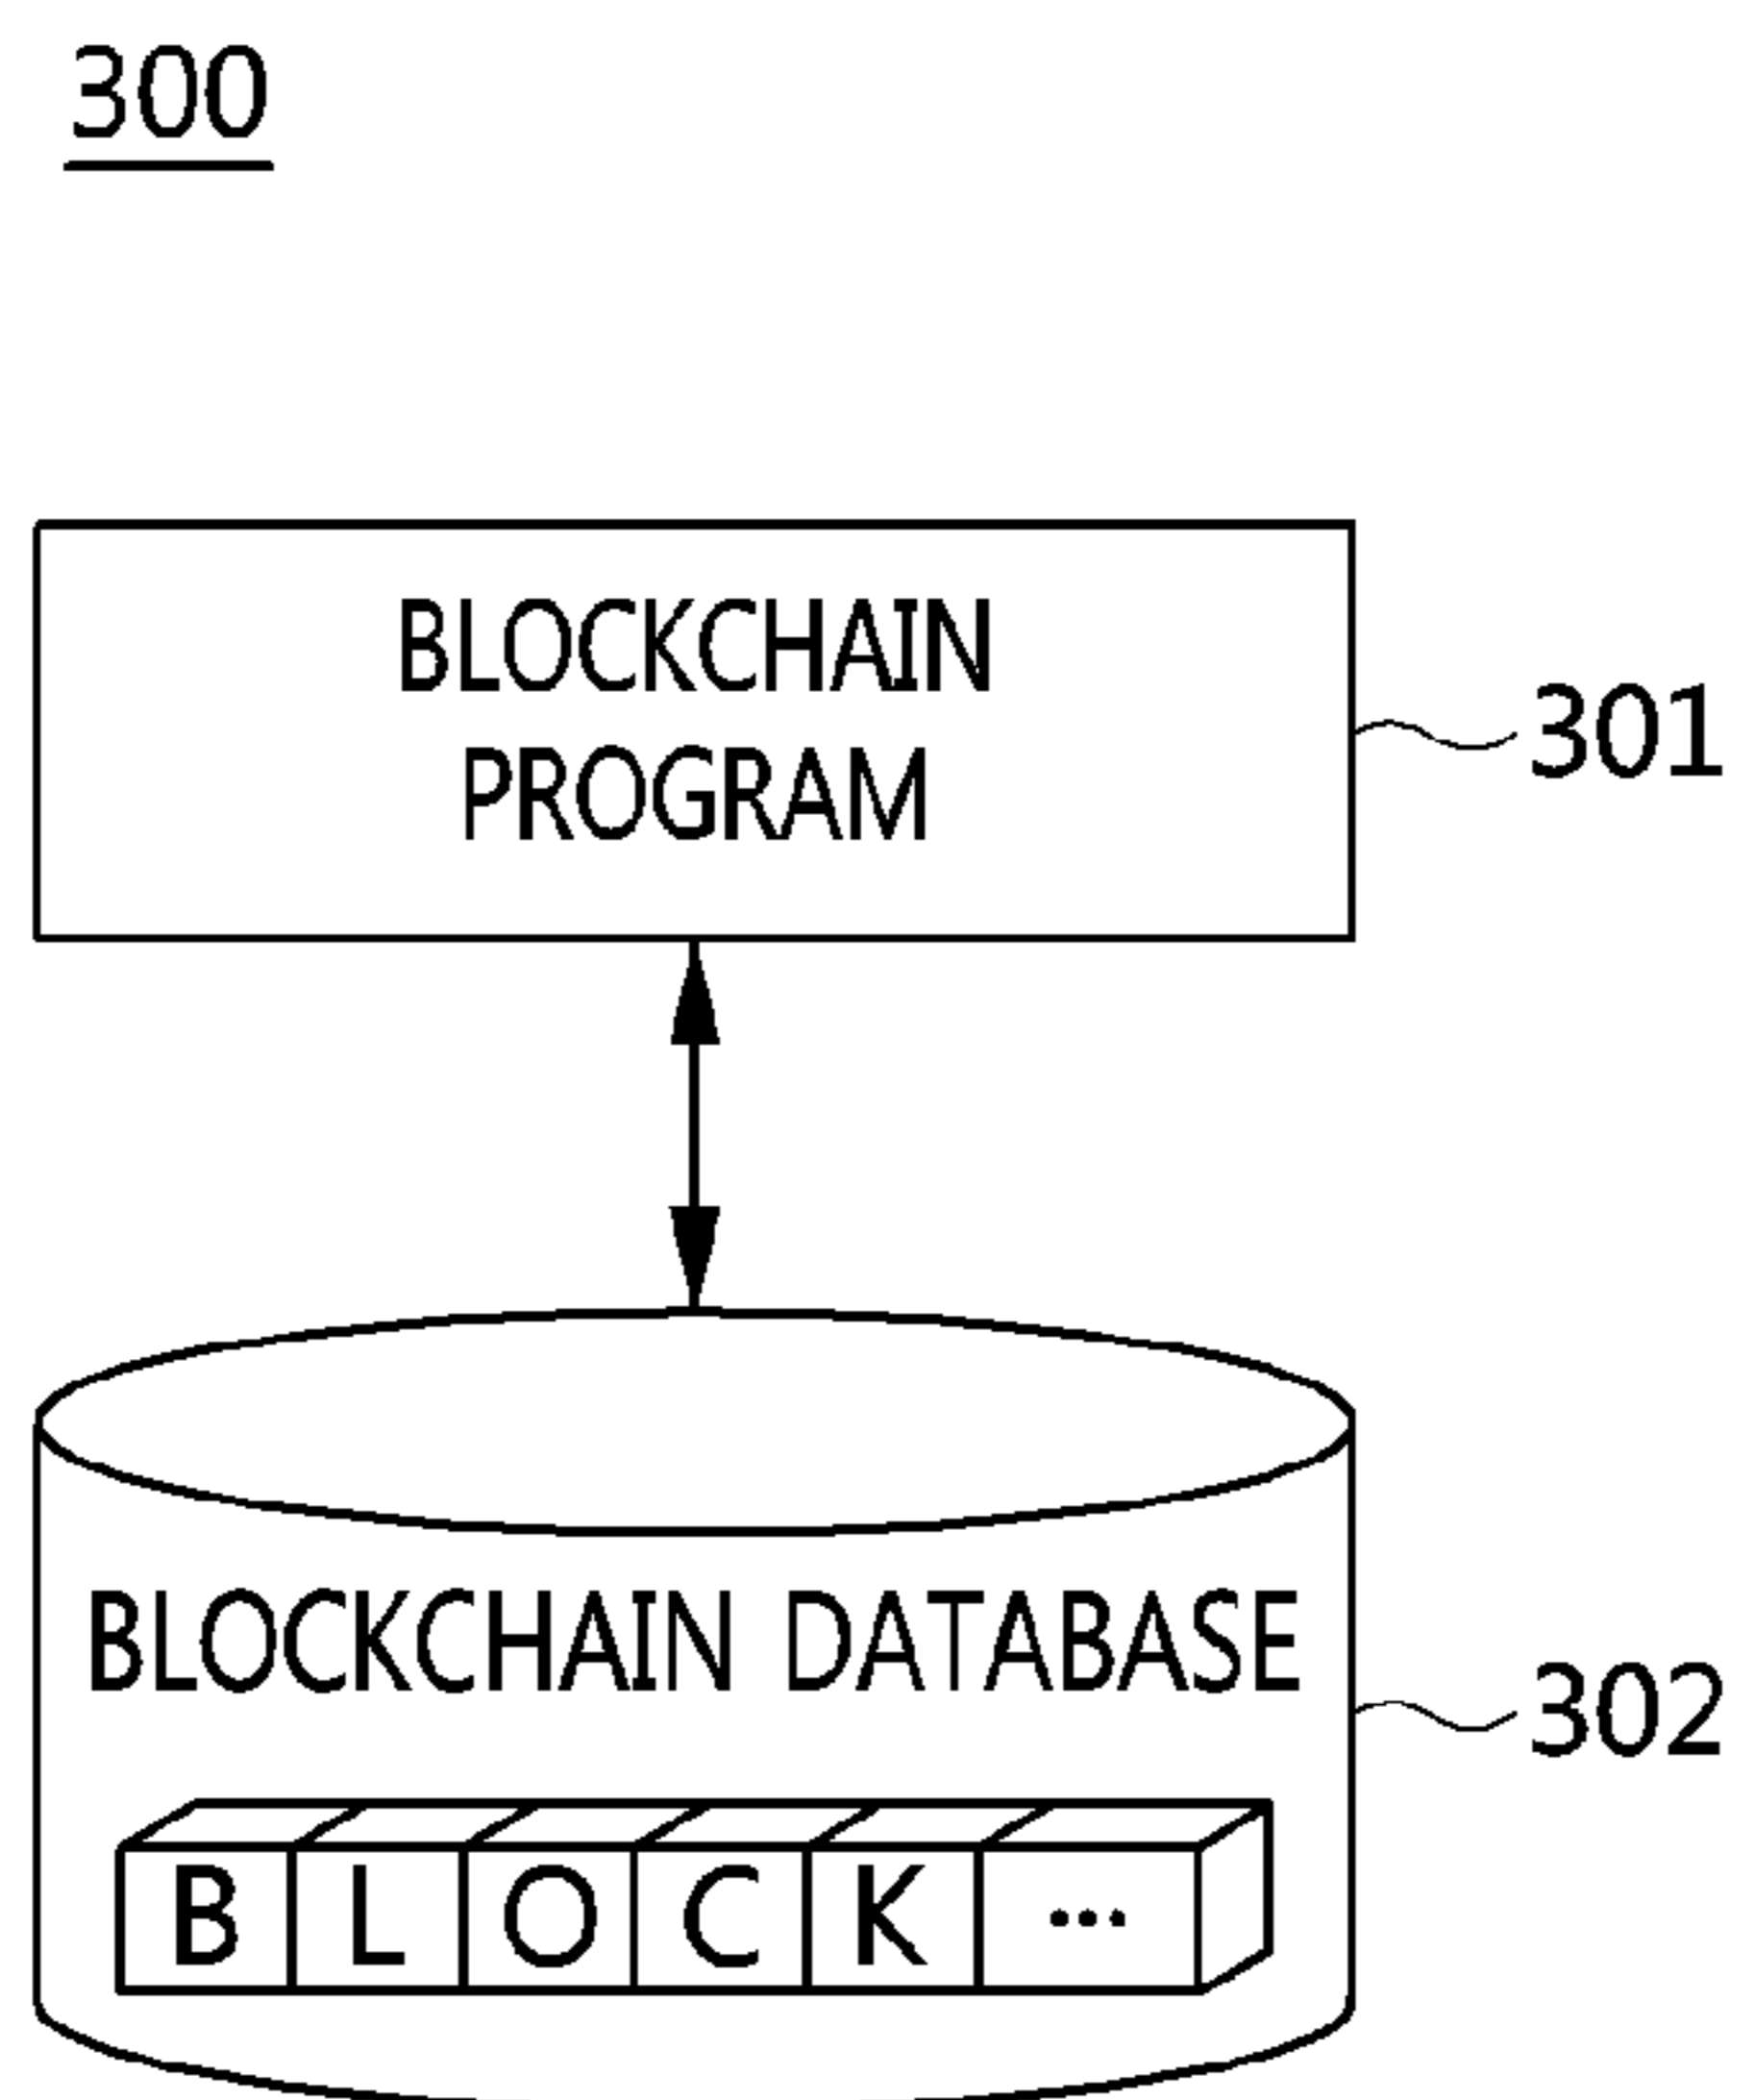 300
BLOCKCHAIN
PROGRAM
301
BLOCKCHAIN DATABASE
302
B L O C K ...